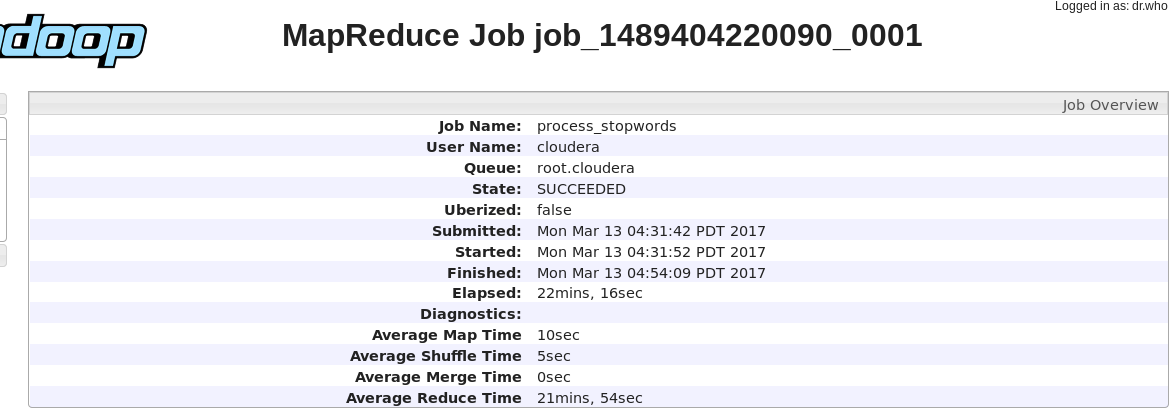 Logged in as: dr.who
doop
MapReduce Job job_1489404220090_0001
Job Overview
Job Name: process_stopwords
User Name: cloudera
Queue: root.cloudera
State: SUCCEEDED
Uberized: false
Submitted: Mon Mar 13 04:31:42 PDT 2017
Started: Mon Mar 13 04:31:52 PDT 2017
Finished: Mon Mar 13 04:54:09 PDT 2017
Elapsed: 22mins, 16sec
Diagnostics:
Average Map Time 10sec
Average Shuffle Time 5sec
Average Merge Time 0sec
Average Reduce Time 21mins, 54sec